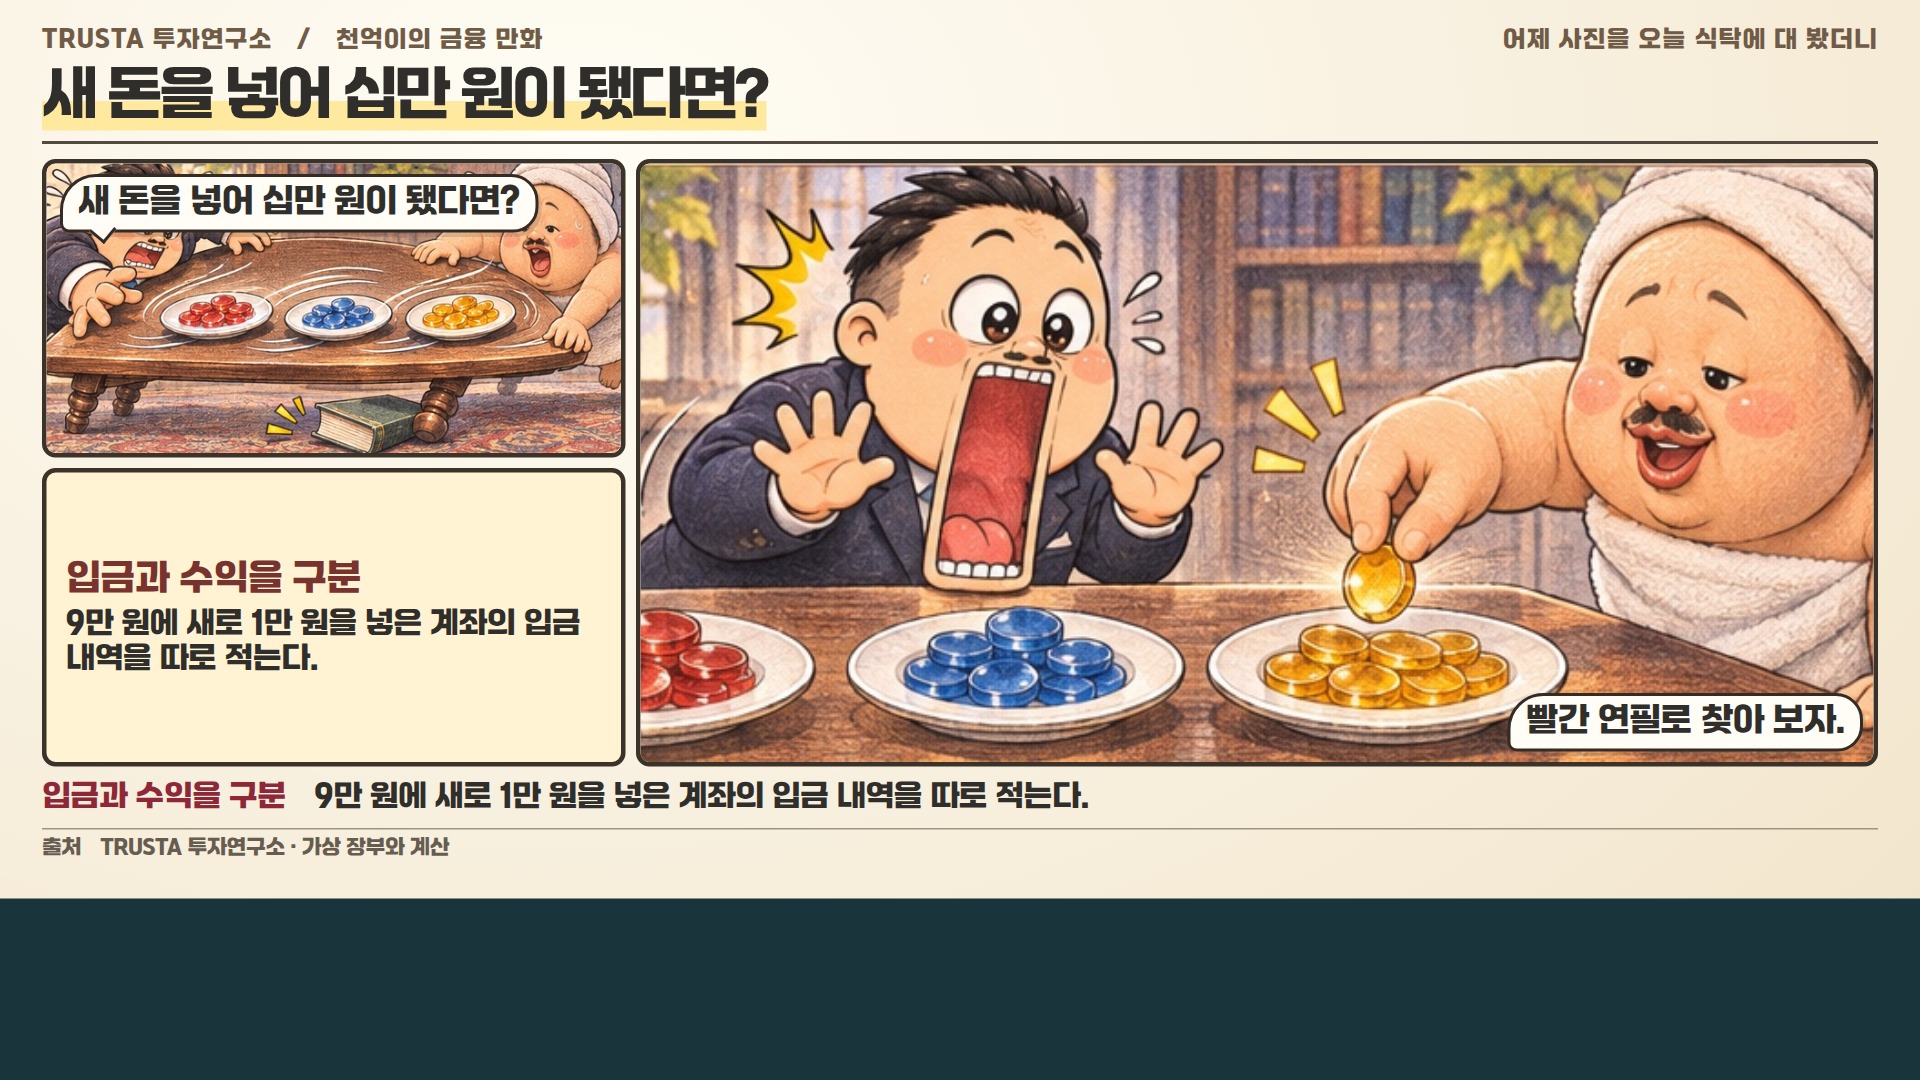 TRUSTA 투자연구소 / 천억이의 금융 만화
어제 사진을 오늘 식탁에 대 봤더니
새 돈을 넣어 십만 원이 됐다면?
새 돈을 넣어 십만 원이 됐다면?
입금과 수익을 구분
9만 원에 새로 1만 원을 넣은 계좌의 입금
내역을 따로 적는다.
빨간 연필로 찾아 보자.
입금과 수익을 구분 9만 원에 새로 1만 원을 넣은 계좌의 입금 내역을 따로 적는다.
출처 TRUSTA 투자연구소 · 가상 장부와 계산